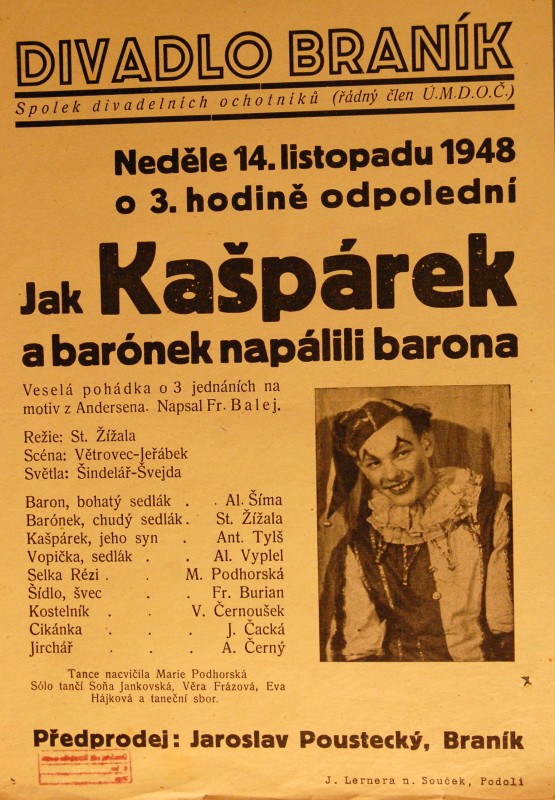 DIVADLO BRANÍK
Spolek divadelních ochotníků (řádný člen Ú.M.D.O.Č.)
Neděle 14. listopadu 1948
o 3. hodině odpolední
Jak Kašpárek
a barónek napálili barona
Veselá pohádka o 3 jednáních na
motiv z Andersena. Napsal Fr. Balej.
Režie: St. Žížala
Scéna: Větrovec-Jeřábek
Světla: Šindelář-Švejda
Baron, bohatý sedlák . . Al. Šíma
Barónek, chudý sedlák . St. Žížala
Kašpárek, jeho syn . Ant. Tylš
Vopička, sedlák . . Al. Vyplel
Selka Rézi . . M. Podhorská
Šídlo, švec . . Fr. Burian
Kostelník . . V. Černoušek
Cikánka . . . J. Čacká
Jirchář . . . A. Černý
Tance nacvičila Marie Podhorská
Sólo tančí Soňa Jankovská, Věra Frázová, Eva
Hájková a taneční sbor.
Předprodej: Jaroslav Poustecký, Braník
J. Lernera n. Souček, Podolí